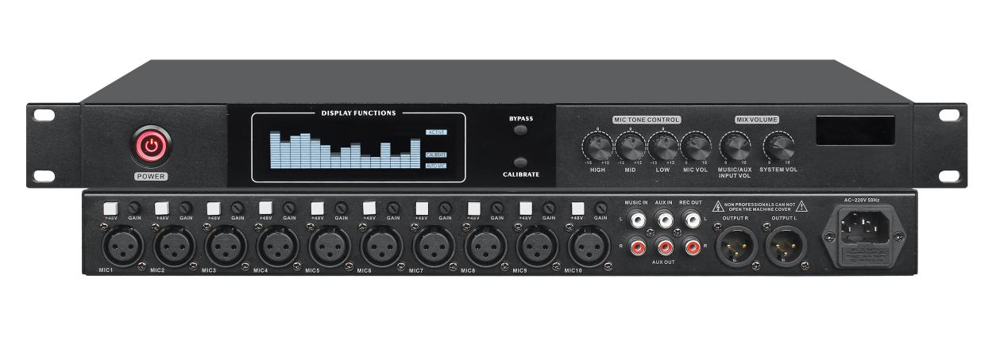 DISPLAY FUNCTIONS
ACTIVE
CALIBRATE
AUTO MIC
POWER
BYPASS
CALIBRATE
MIC TONE CONTROL
MIX VOLUME
0 0 0
-15 +15 -15 +15 -15 +15 0 10 0 10 0 10
HIGH MID LOW MIC VOL MUSIC/AUX SYSTEM VOL
INPUT VOL
+48V GAIN +48V GAIN +48V GAIN +48V GAIN +48V GAIN +48V GAIN +48V GAIN +48V GAIN +48V GAIN +48V GAIN
MIC1 MIC2 MIC3 MIC4 MIC5 MIC6 MIC7 MIC8 MIC9 MIC10
MUSIC IN AUX IN REC OUT
L L
R R
AUX OUT
NON PROFESSIONALS CAN NOT
OPEN THE MACHINE COVER
OUTPUT R OUTPUT L
AC~220V 50Hz